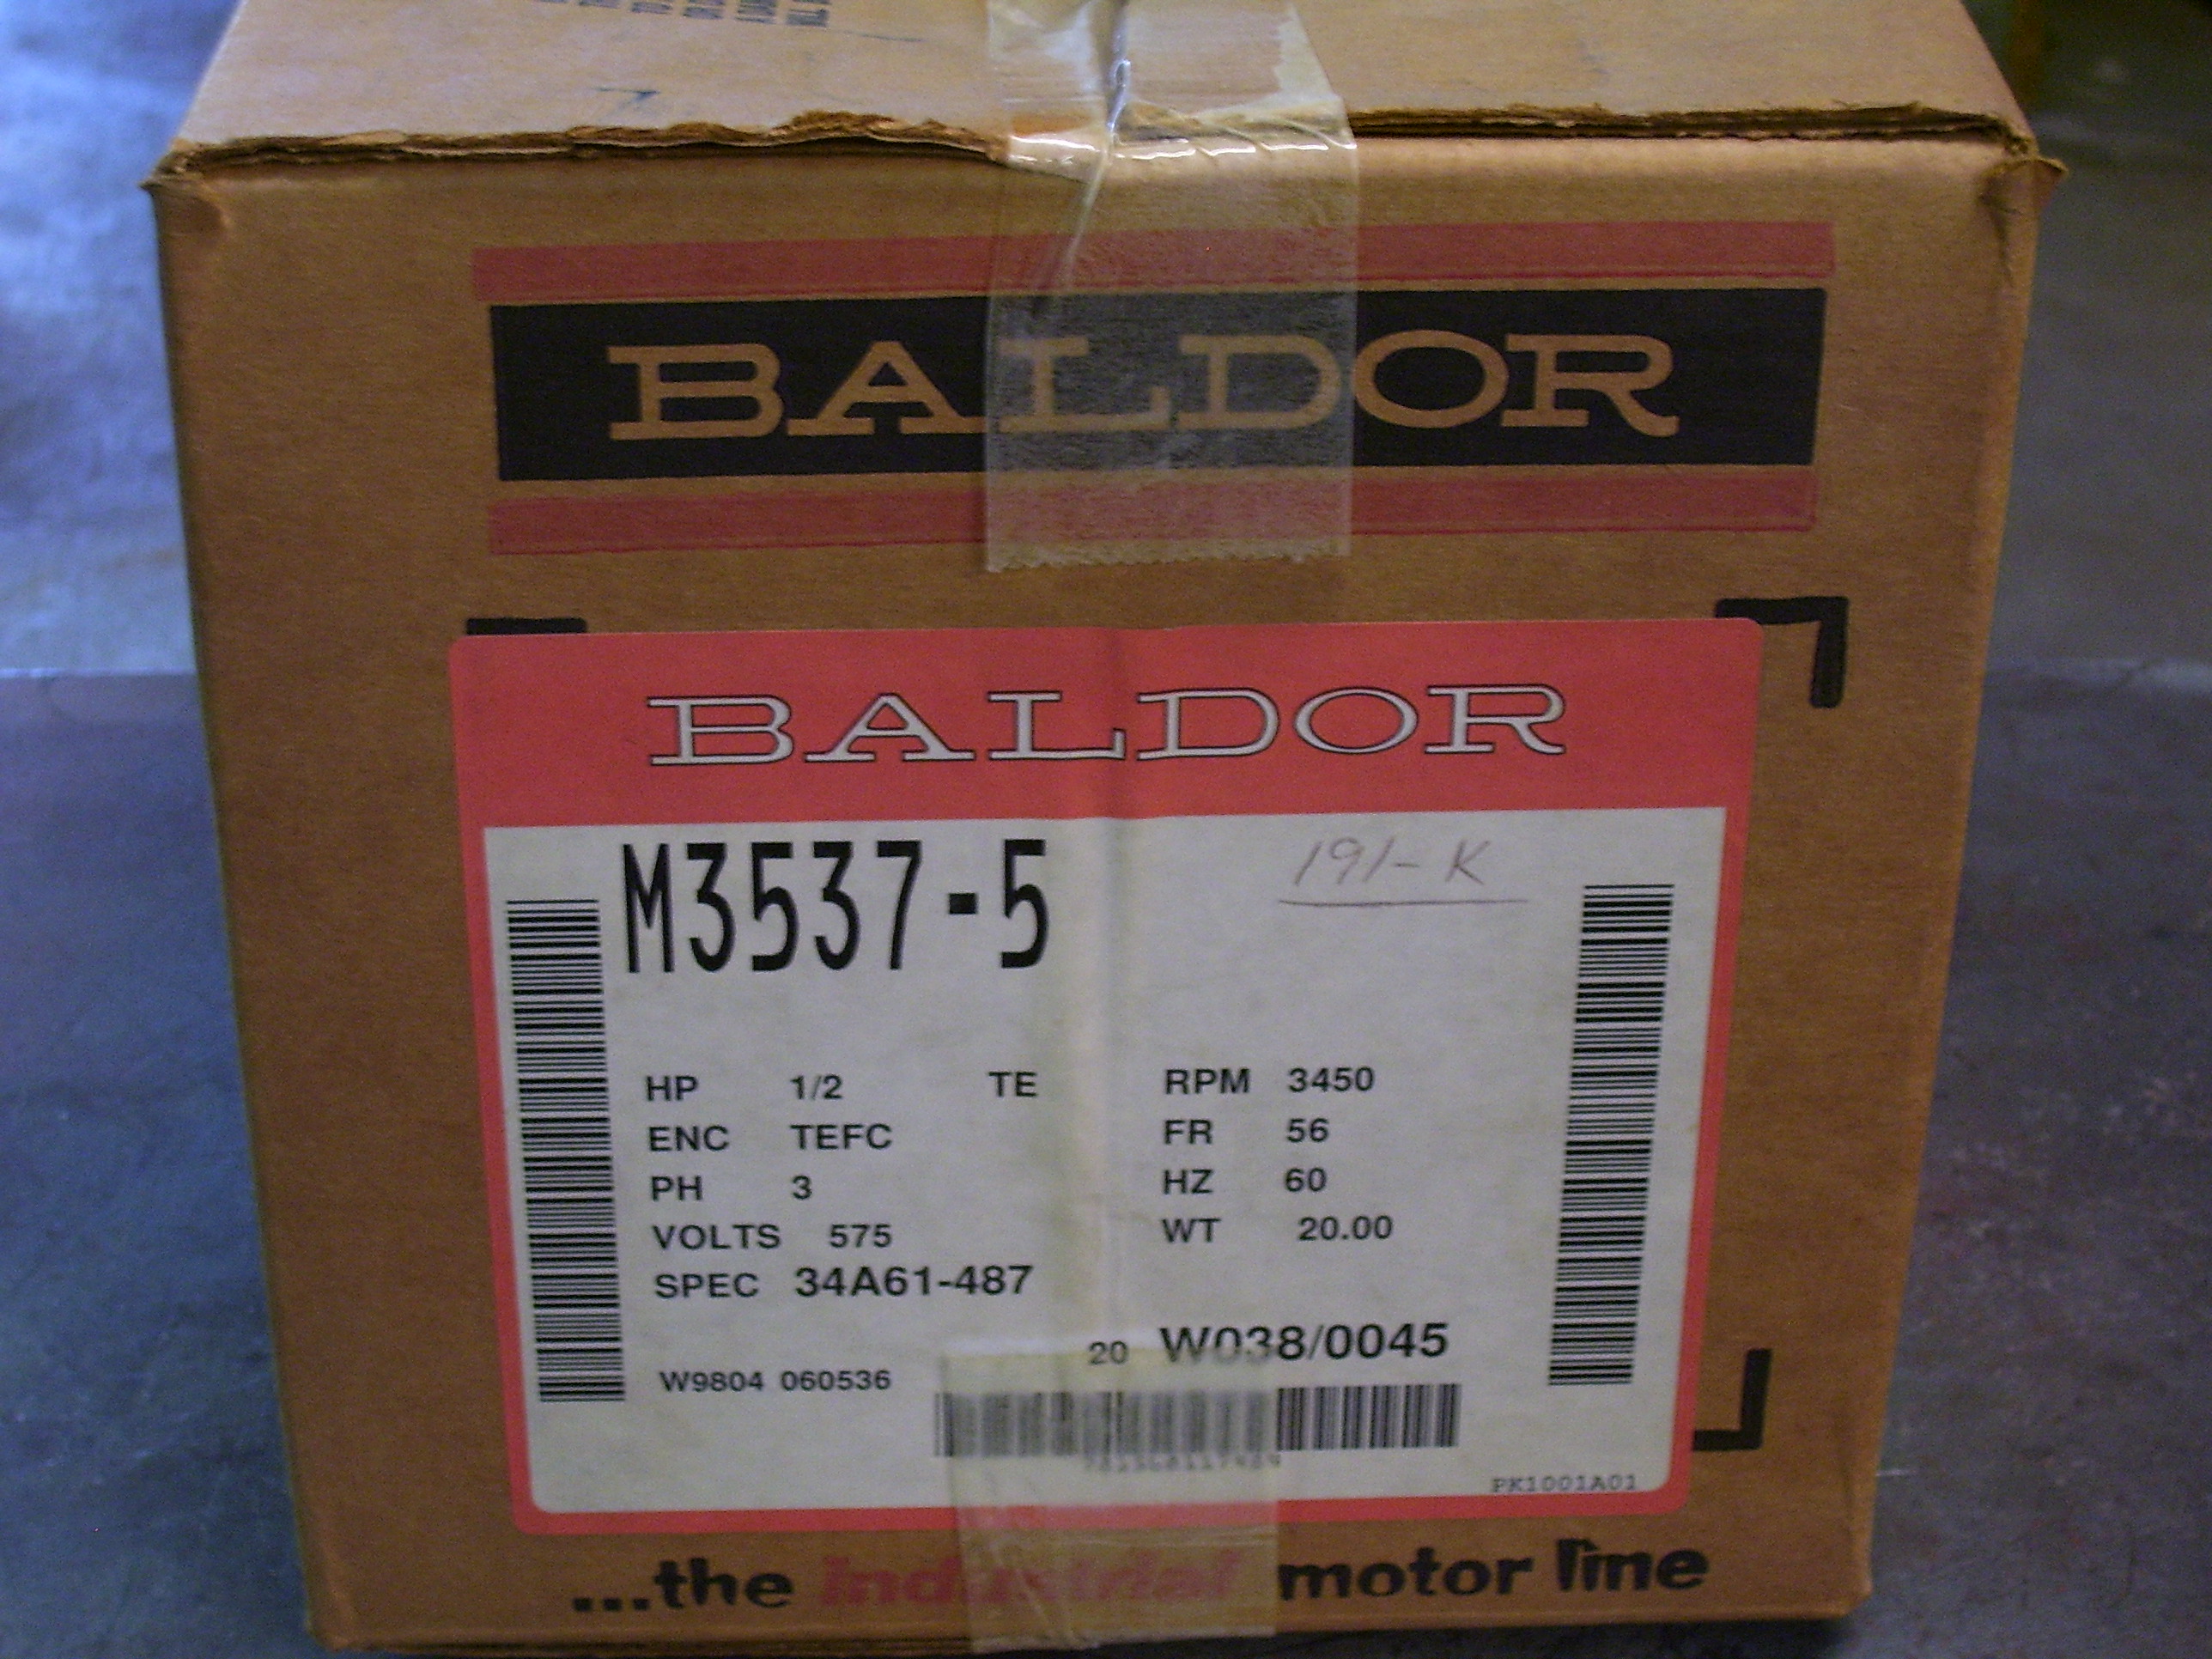 BALDOR
BALDOR
M3537-5
191-K
HP 1/2 TE RPM 3450
ENC TEFC FR 56
PH 3 HZ 60
VOLTS 575 WT 20.00
SPEC 34A61-487
20 W038/0045
W9804 060536
PK1001A01
...the industrial motor line